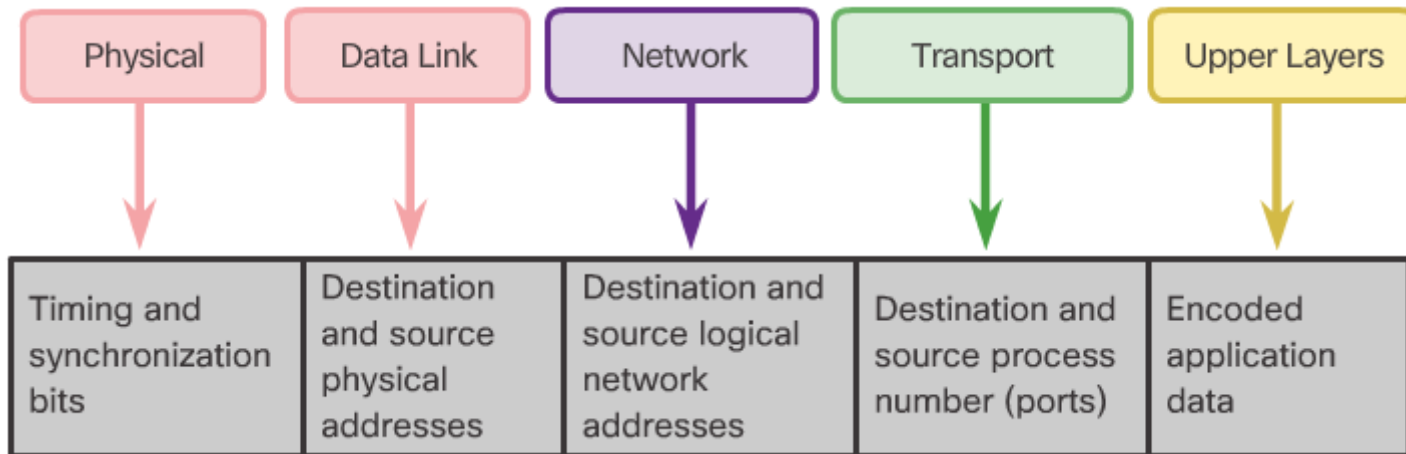 Physical
Data Link
Network
Transport
Upper Layers
Timing and
synchronization
bits
Destination
and source
physical
addresses
Destination and
source logical
network
addresses
Destination and
source process
number (ports)
Encoded
application
data